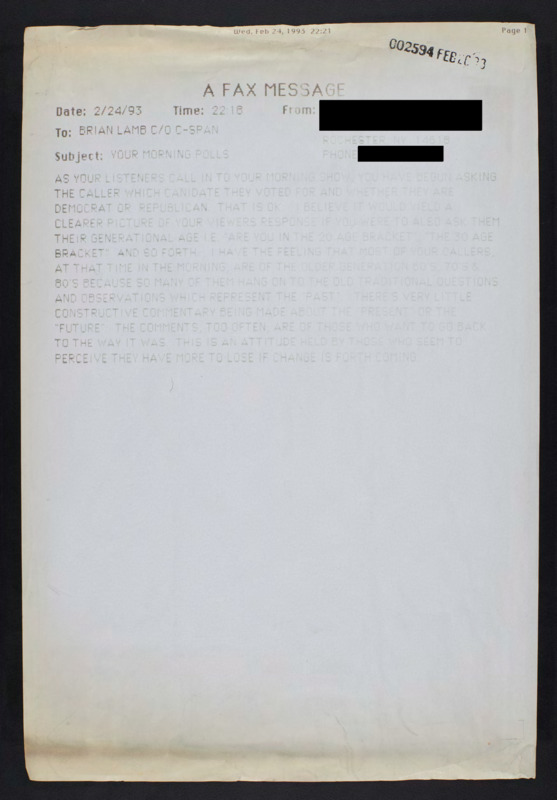 Wed, Feb 24, 1993 22:21 Page 1
002594 FEB
A FAX MESSAGE
Date: 2/24/93 Time: 22:18 From:
To: BRIAN LAMB C/O C-SPAN
ROCHESTER NY
Subject: YOUR MORNING POLLS PHONE
AS YOUR LISTENERS CALL IN TO YOUR MORNING SHOW, YOU HAVE BEGUN ASKING
THE CALLER WHICH CANIDATE THEY VOTED FOR AND WHETHER THEY ARE
DEMOCRAT OR REPUBLICAN. THAT IS OK. I BELIEVE IT WOULD YIELD A
CLEARER PICTURE OF YOUR VIEWERS RESPONSE IF YOU WERE TO ALSO ASK THEM
THEIR GENERATIONAL AGE I.E. "ARE YOU IN THE 20 AGE BRACKET", "THE 30 AGE
BRACKET" AND SO FORTH. I HAVE THE FEELING THAT MOST OF YOUR CALLERS,
AT THAT TIME IN THE MORNING, ARE OF THE OLDER GENERATION 60'S, 70'S &
80'S BECAUSE SO MANY OF THEM HANG ON TO THE OLD TRADITIONAL QUESTIONS
AND OBSERVATIONS WHICH REPRESENT THE "PAST". THERE'S VERY LITTLE
CONSTRUCTIVE COMMENTARY BEING MADE ABOUT THE "PRESENT" OR THE
"FUTURE". THE COMMENTS, TOO OFTEN, ARE OF THOSE WHO WANT TO GO BACK
TO THE WAY IT WAS. THIS IS AN ATTITUDE HELD BY THOSE WHO SEEM TO
PERCEIVE THEY HAVE MORE TO LOSE IF CHANGE IS FORTH COMING.